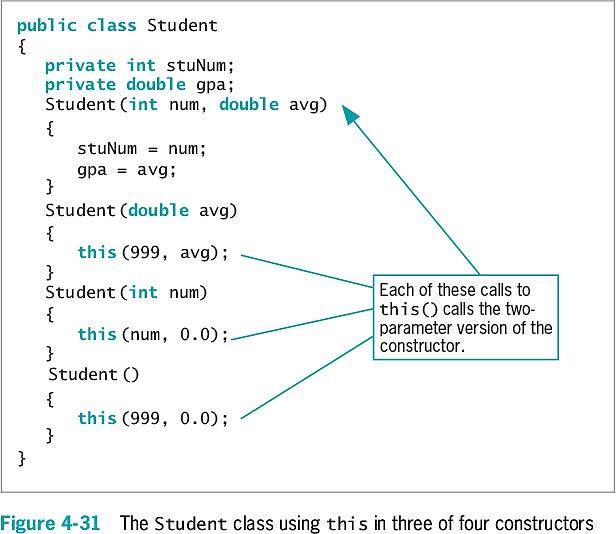 public class Student
{
private int stuNum;
private double gpa;
Student(int num, double avg)
{
stuNum = num;
gpa = avg;
}
Student(double avg)
{
this(999, avg);
}
Student(int num)
{
this(num, 0.0);
}
Student()
{
this(999, 0.0);
}
}
Each of these calls to
this() calls the two-
parameter version of the
constructor.
Figure 4-31 The Student class using this in three of four constructors